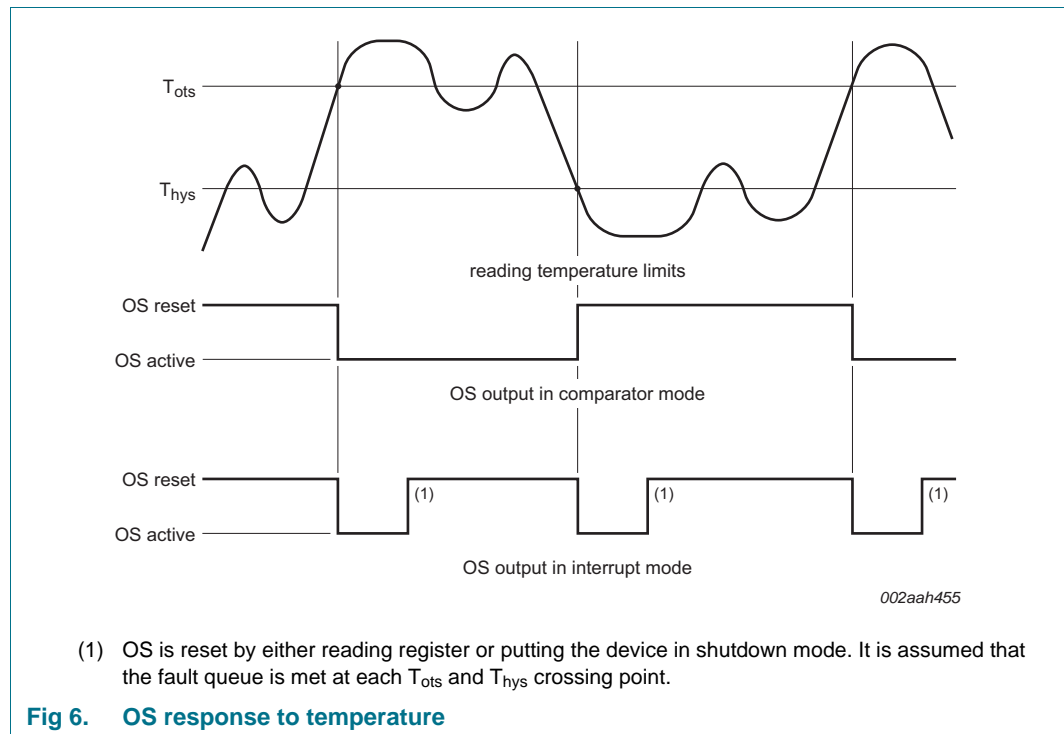 Tots
Thys
reading temperature limits
OS reset
OS active
OS output in comparator mode
OS reset
(1) (1) (1)
OS active
OS output in interrupt mode
002aah455
(1) OS is reset by either reading register or putting the device in shutdown mode. It is assumed that
the fault queue is met at each Tots and Thys crossing point.
Fig 6. OS response to temperature